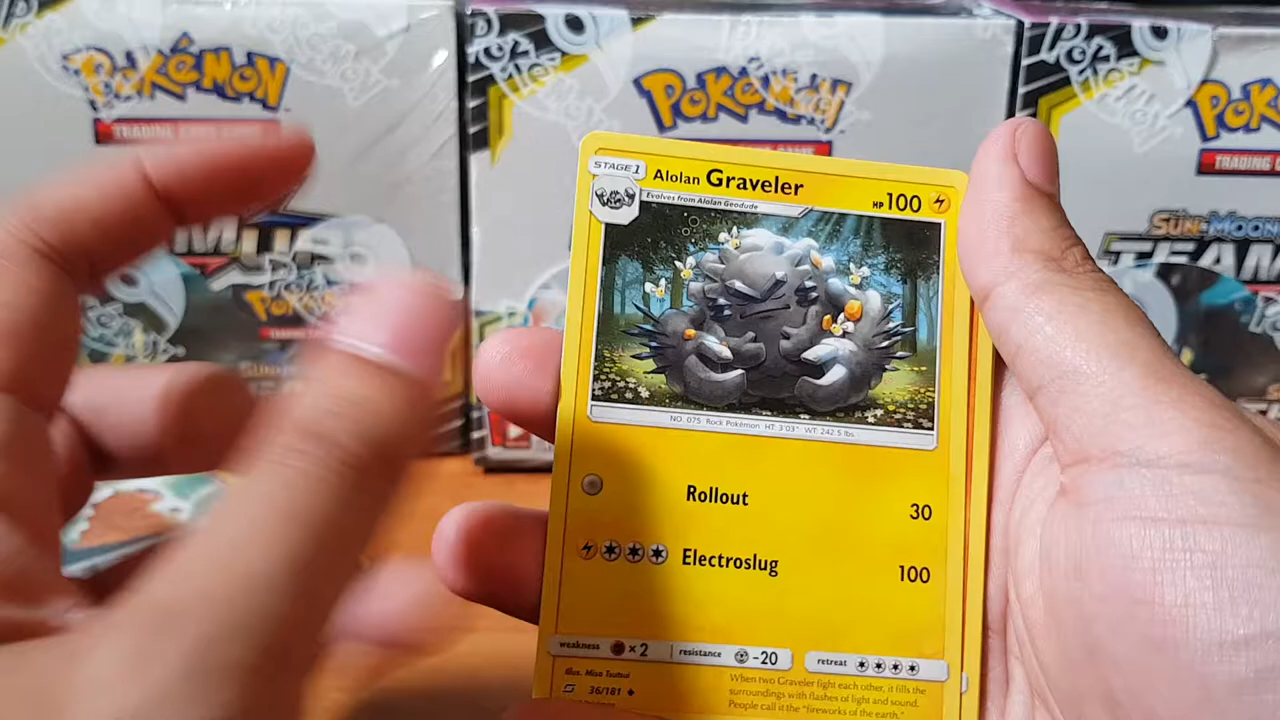 Pokémon
TRADING CARD GAME
Pokémon
Pokémon
TRADING CARD
SUN & MOON
TEAM
STAGE 1
Alolan Graveler
HP 100
Evolves from Alolan Geodude
NO. 075 Rock Pokémon HT: 3'03" WT: 242.5 lbs.
Rollout 30
Electroslug 100
weakness ×2 resistance -20 retreat
Illus. Misa Tsutsui
36/181
When two Graveler fight each other, it fills the
surroundings with flashes of light and sound.
People call it the "fireworks of the earth."